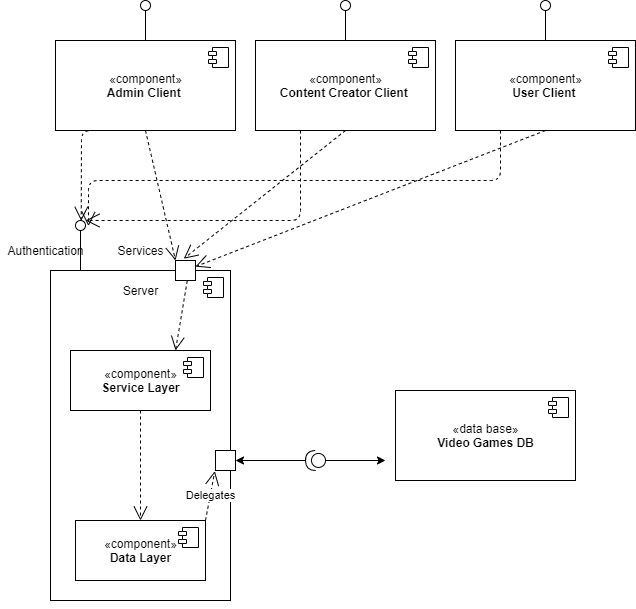 «component»
Admin Client
«component»
Content Creator Client
«component»
User Client
Authentication
Services
Server
«component»
Service Layer
«data base»
Video Games DB
Delegates
«component»
Data Layer